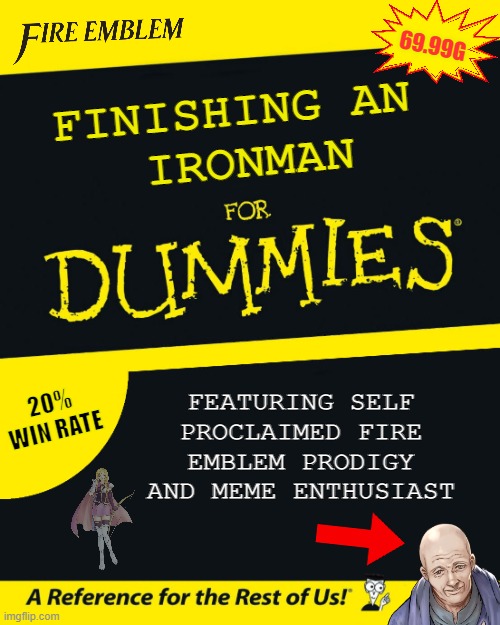 FIRE EMBLEM
69.99G
FINISHING AN
IRONMAN
FOR
DUMMIES®
20%
WIN RATE
FEATURING SELF
PROCLAIMED FIRE
EMBLEM PRODIGY
AND MEME ENTHUSIAST
A Reference for the Rest of Us!®
imgflip.com